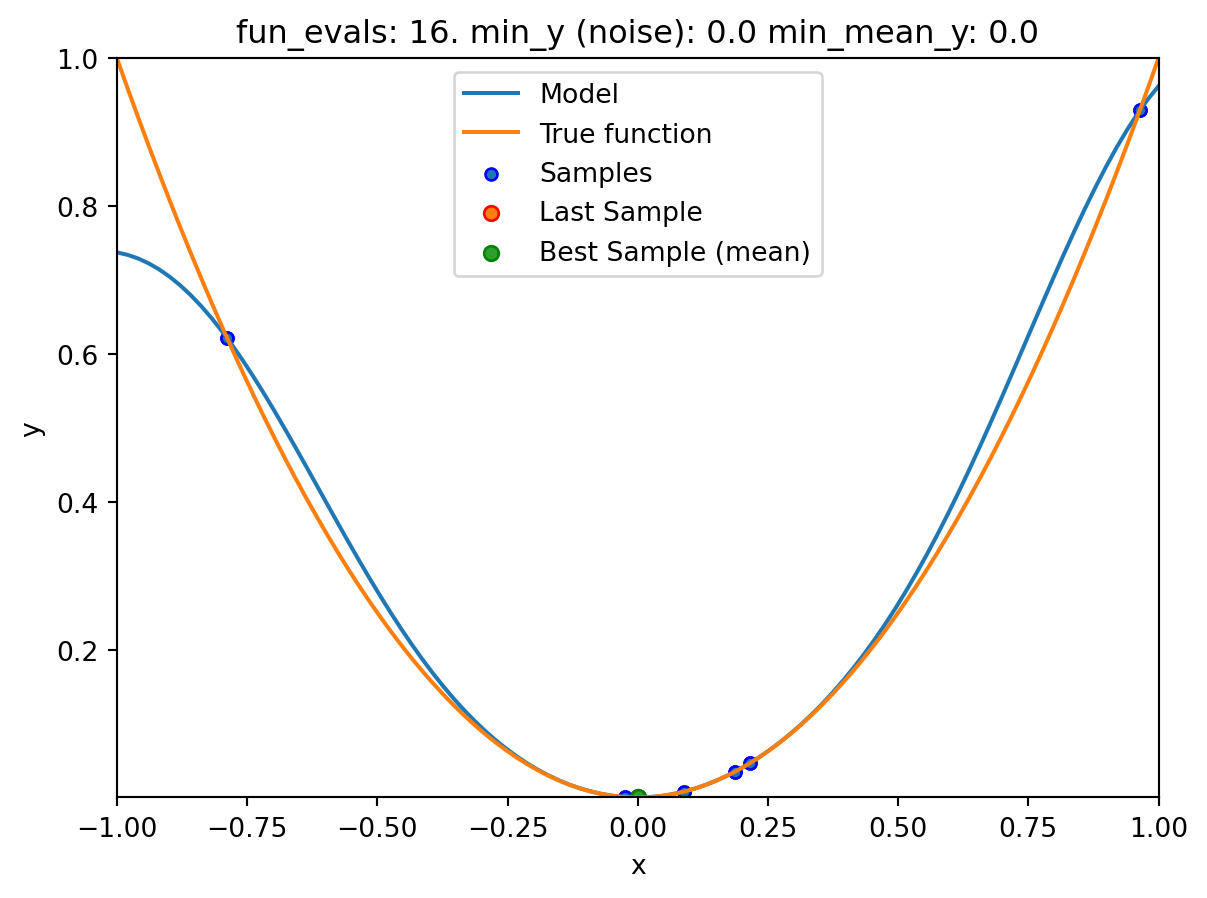 fun_evals: 16. min_y (noise): 0.0 min_mean_y: 0.0
Model
True function
Samples
Last Sample
Best Sample (mean)
y
1.0
0.8
0.6
0.4
0.2
−1.00 −0.75 −0.50 −0.25 0.00 0.25 0.50 0.75 1.00
x